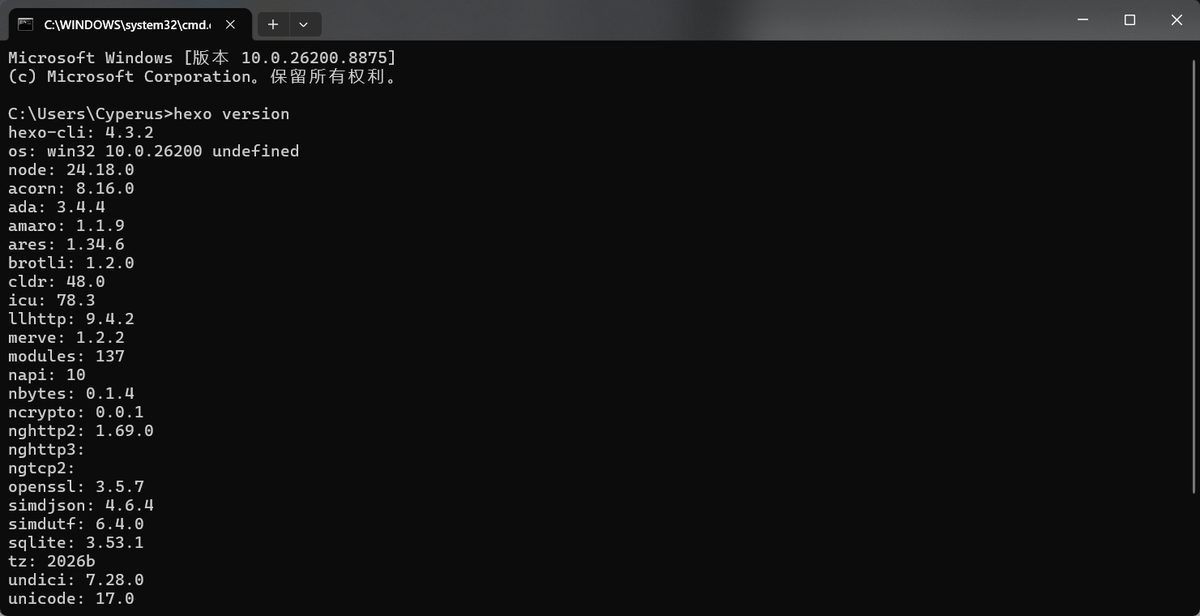 C:\WINDOWS\system32\cmd.
Microsoft Windows [版本 10.0.26200.8875]
(c) Microsoft Corporation。保留所有权利。
C:\Users\Cyperus>hexo version
hexo-cli: 4.3.2
os: win32 10.0.26200 undefined
node: 24.18.0
acorn: 8.16.0
ada: 3.4.4
amaro: 1.1.9
ares: 1.34.6
brotli: 1.2.0
cldr: 48.0
icu: 78.3
llhttp: 9.4.2
merve: 1.2.2
modules: 137
napi: 10
nbytes: 0.1.4
ncrypto: 0.0.1
nghttp2: 1.69.0
nghttp3:
ngtcp2:
openssl: 3.5.7
simdjson: 4.6.4
simdutf: 6.4.0
sqlite: 3.53.1
tz: 2026b
undici: 7.28.0
unicode: 17.0